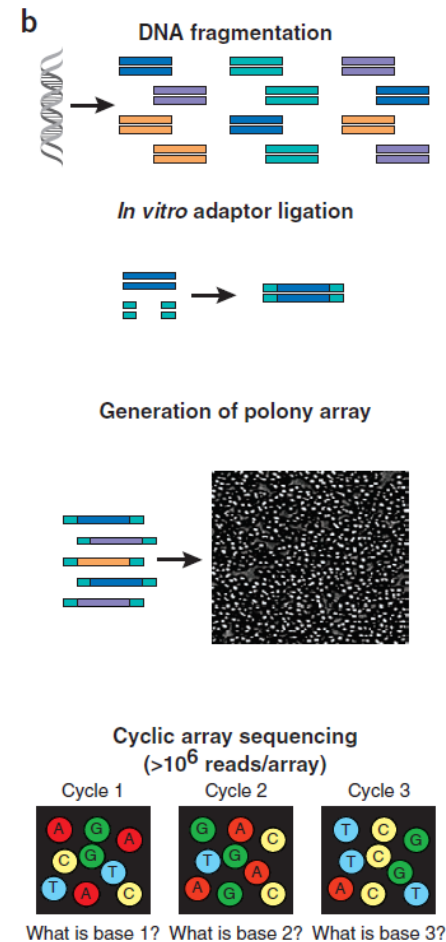 b
DNA fragmentation
In vitro adaptor ligation
Generation of polony array
Cyclic array sequencing
(>10⁶ reads/array)
Cycle 1 Cycle 2 Cycle 3
A G A
C G T
T A C
G A C
T G A
A G C
T C G
T C G
A C T
What is base 1? What is base 2? What is base 3?